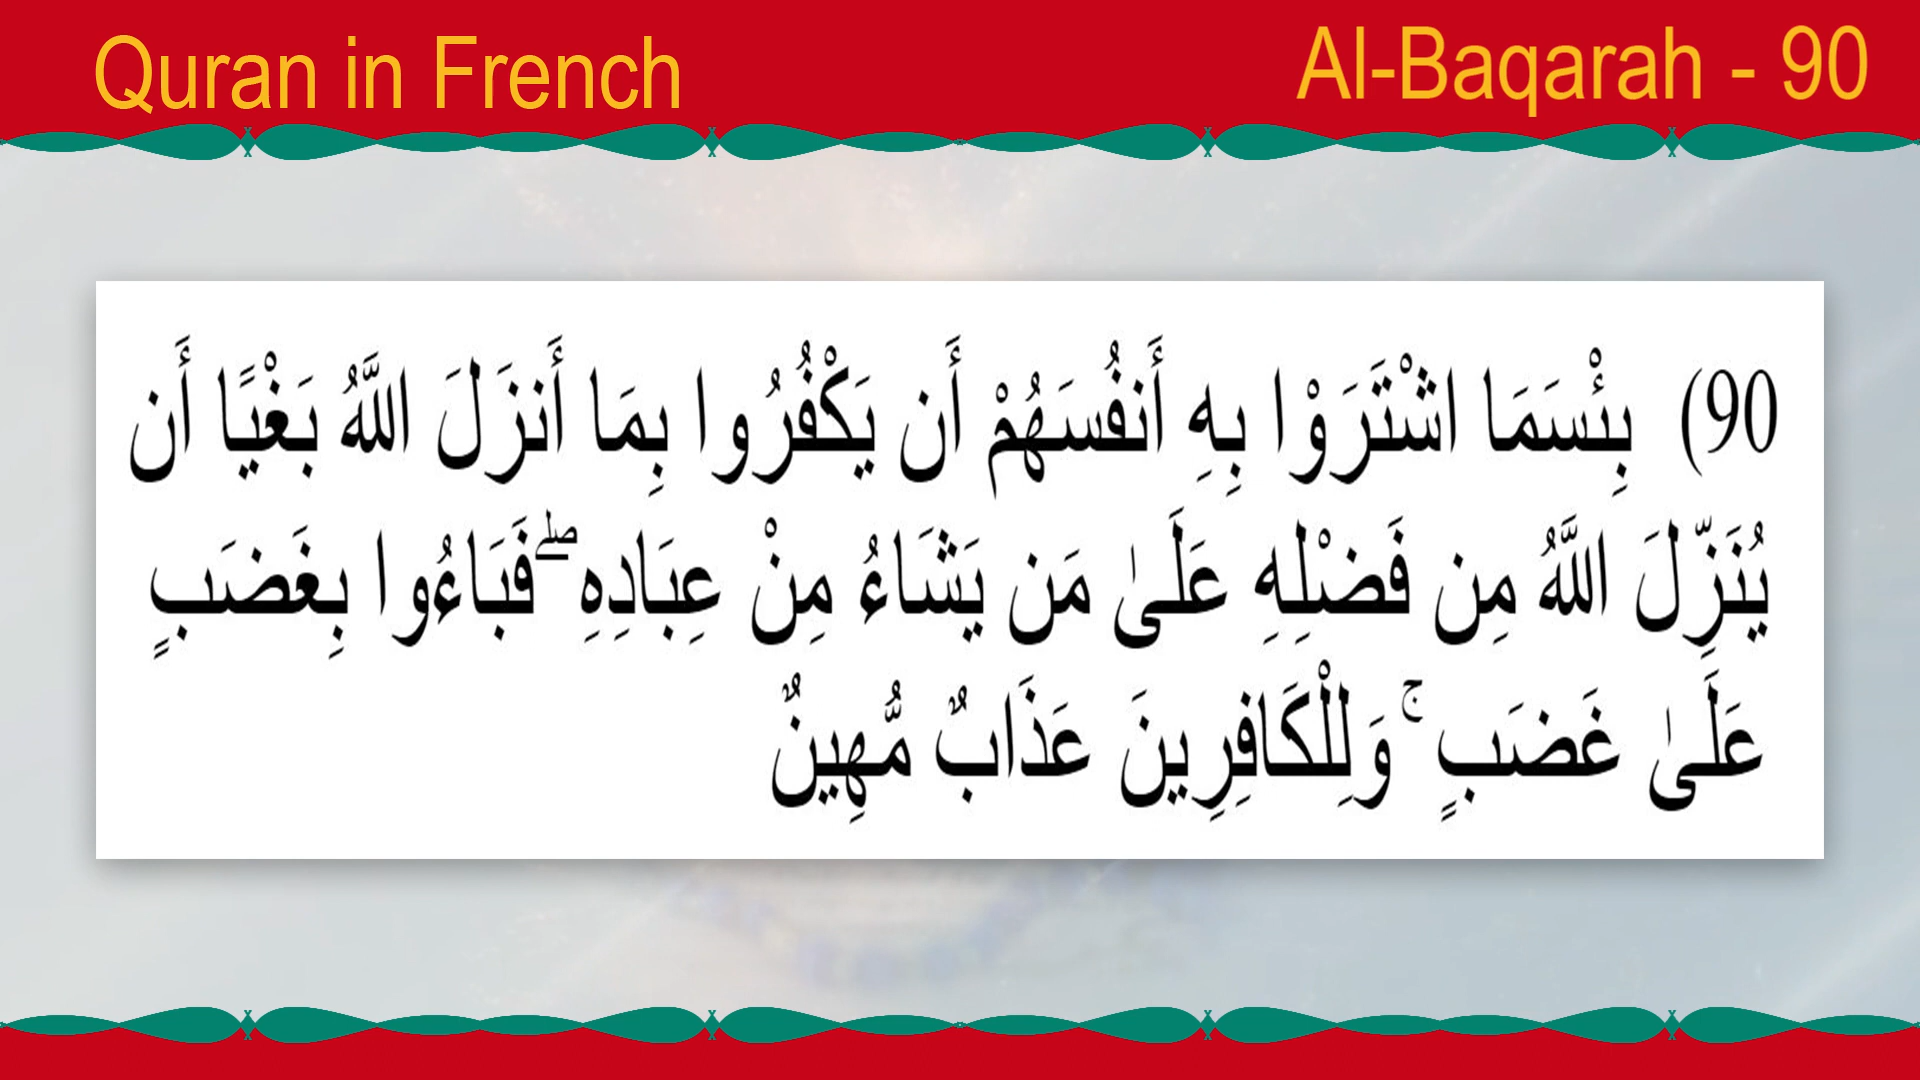 Quran in French
Al-Baqarah - 90
90) بِئْسَمَا اشْتَرَوْا بِهِ أَنفُسَهُمْ أَن يَكْفُرُوا بِمَا أَنزَلَ اللَّهُ بَغْيًا أَن
يُنَزِّلَ اللَّهُ مِن فَضْلِهِ عَلَىٰ مَن يَشَاءُ مِنْ عِبَادِهِ ۖ فَبَاءُوا بِغَضَبٍ
عَلَىٰ غَضَبٍ ۚ وَلِلْكَافِرِينَ عَذَابٌ مُّهِينٌ